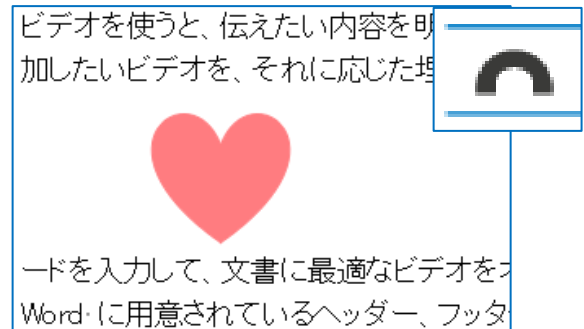 ビデオを使うと、伝えたい内容を明
加したいビデオを、それに応じた埋
ードを入力して、文書に最適なビデオをオ
Word に用意されているヘッダー、フッタ